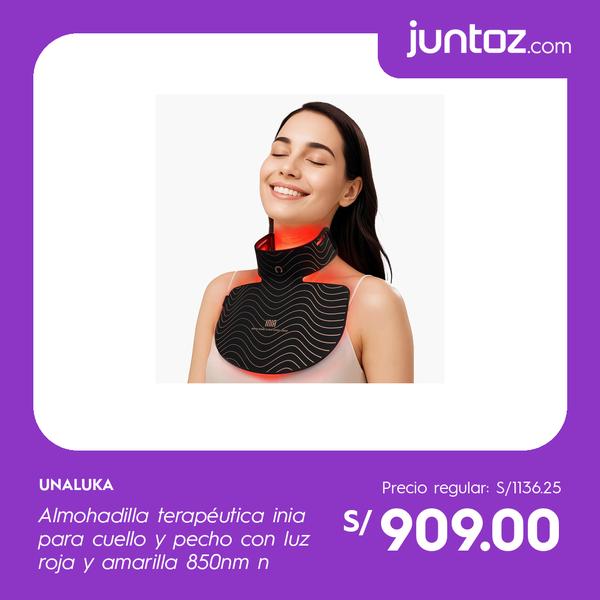 juntoz.com
INIA
UNALUKA
Almohadilla terapéutica inia
para cuello y pecho con luz
roja y amarilla 850nm n
Precio regular: S/1136.25
S/ 909.00